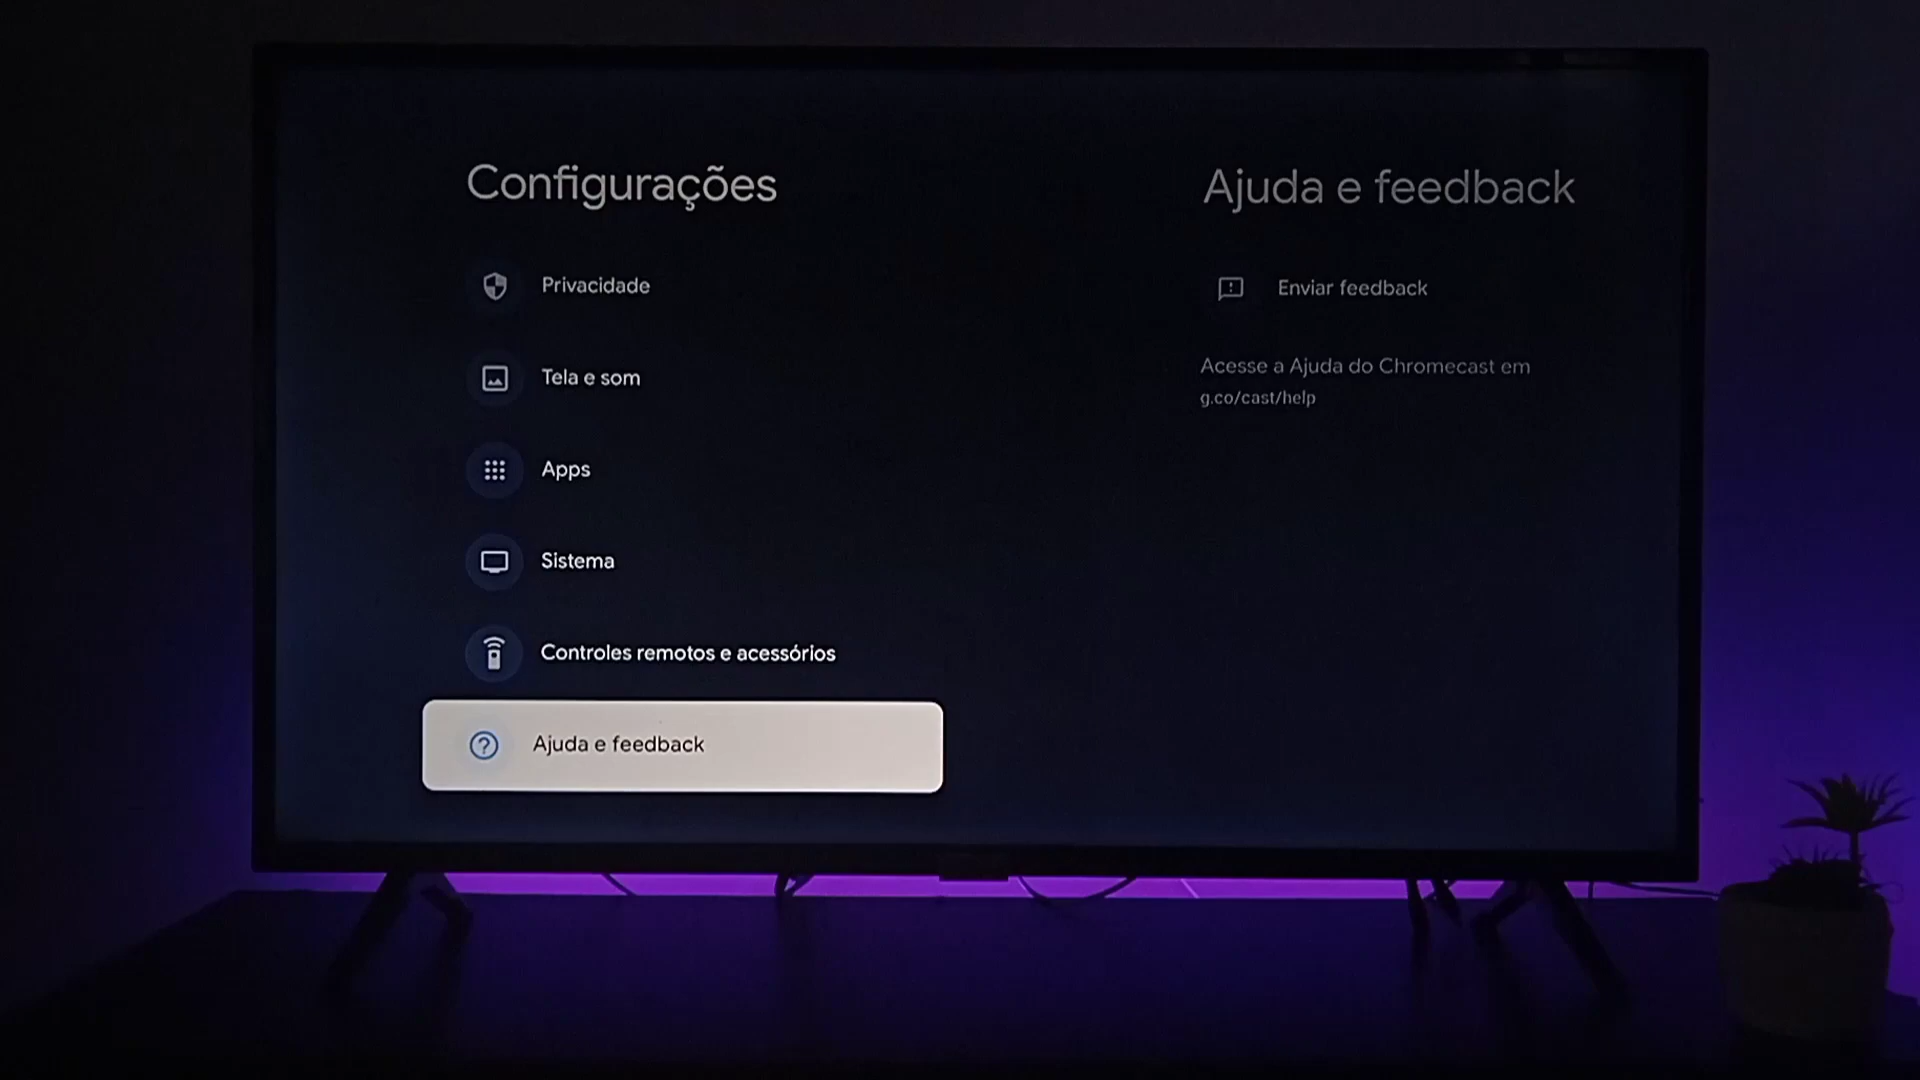 Configurações
Privacidade
Tela e som
Apps
Sistema
Controles remotos e acessórios
Ajuda e feedback
Ajuda e feedback
Enviar feedback
Acesse a Ajuda do Chromecast em
g.co/cast/help